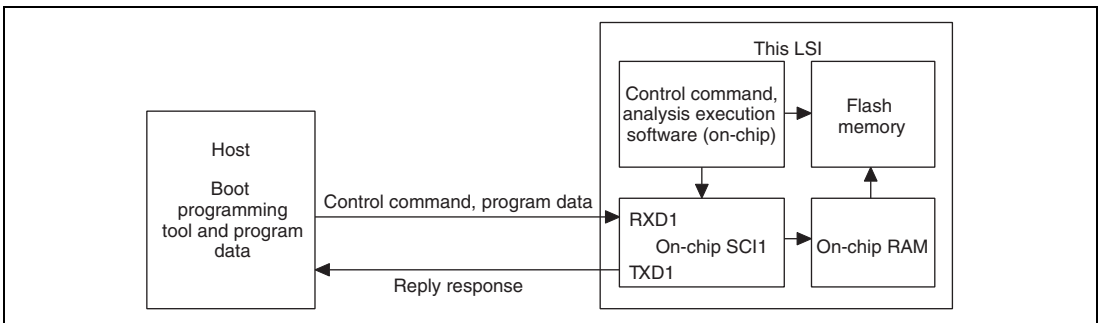 This LSI
Control command,
analysis execution
software (on-chip)
Flash
memory
Host
Boot
programming
tool and program
data
Control command, program data
Reply response
RXD1
On-chip SCI1
TXD1
On-chip RAM